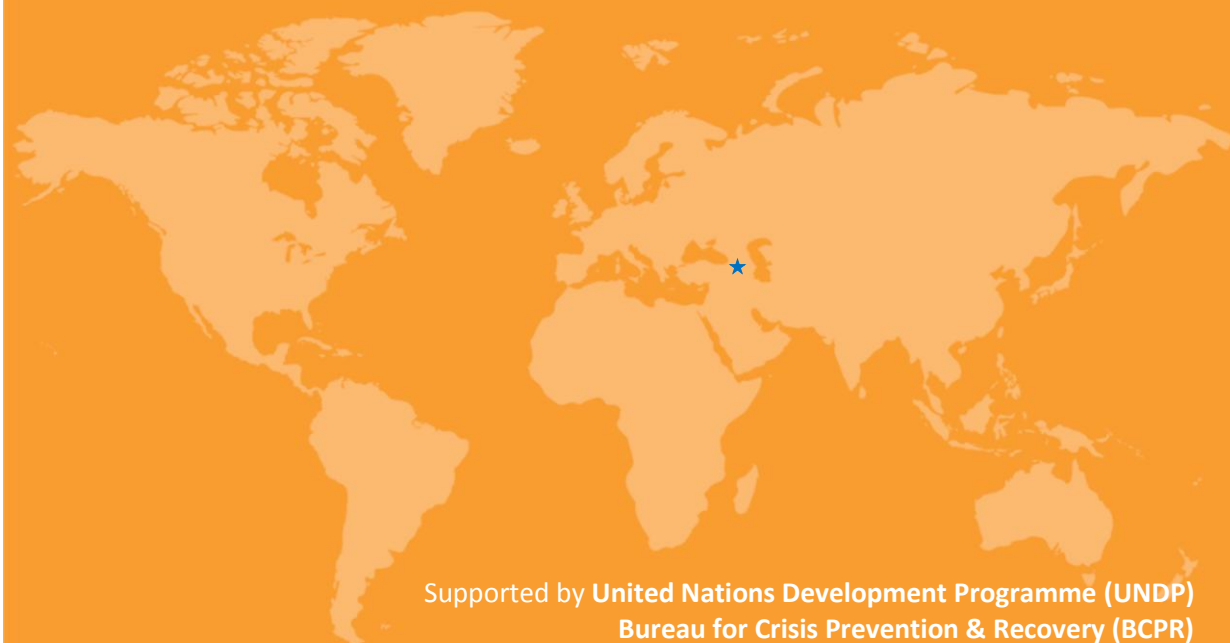 Supported by United Nations Development Programme (UNDP)
Bureau for Crisis Prevention & Recovery (BCPR)